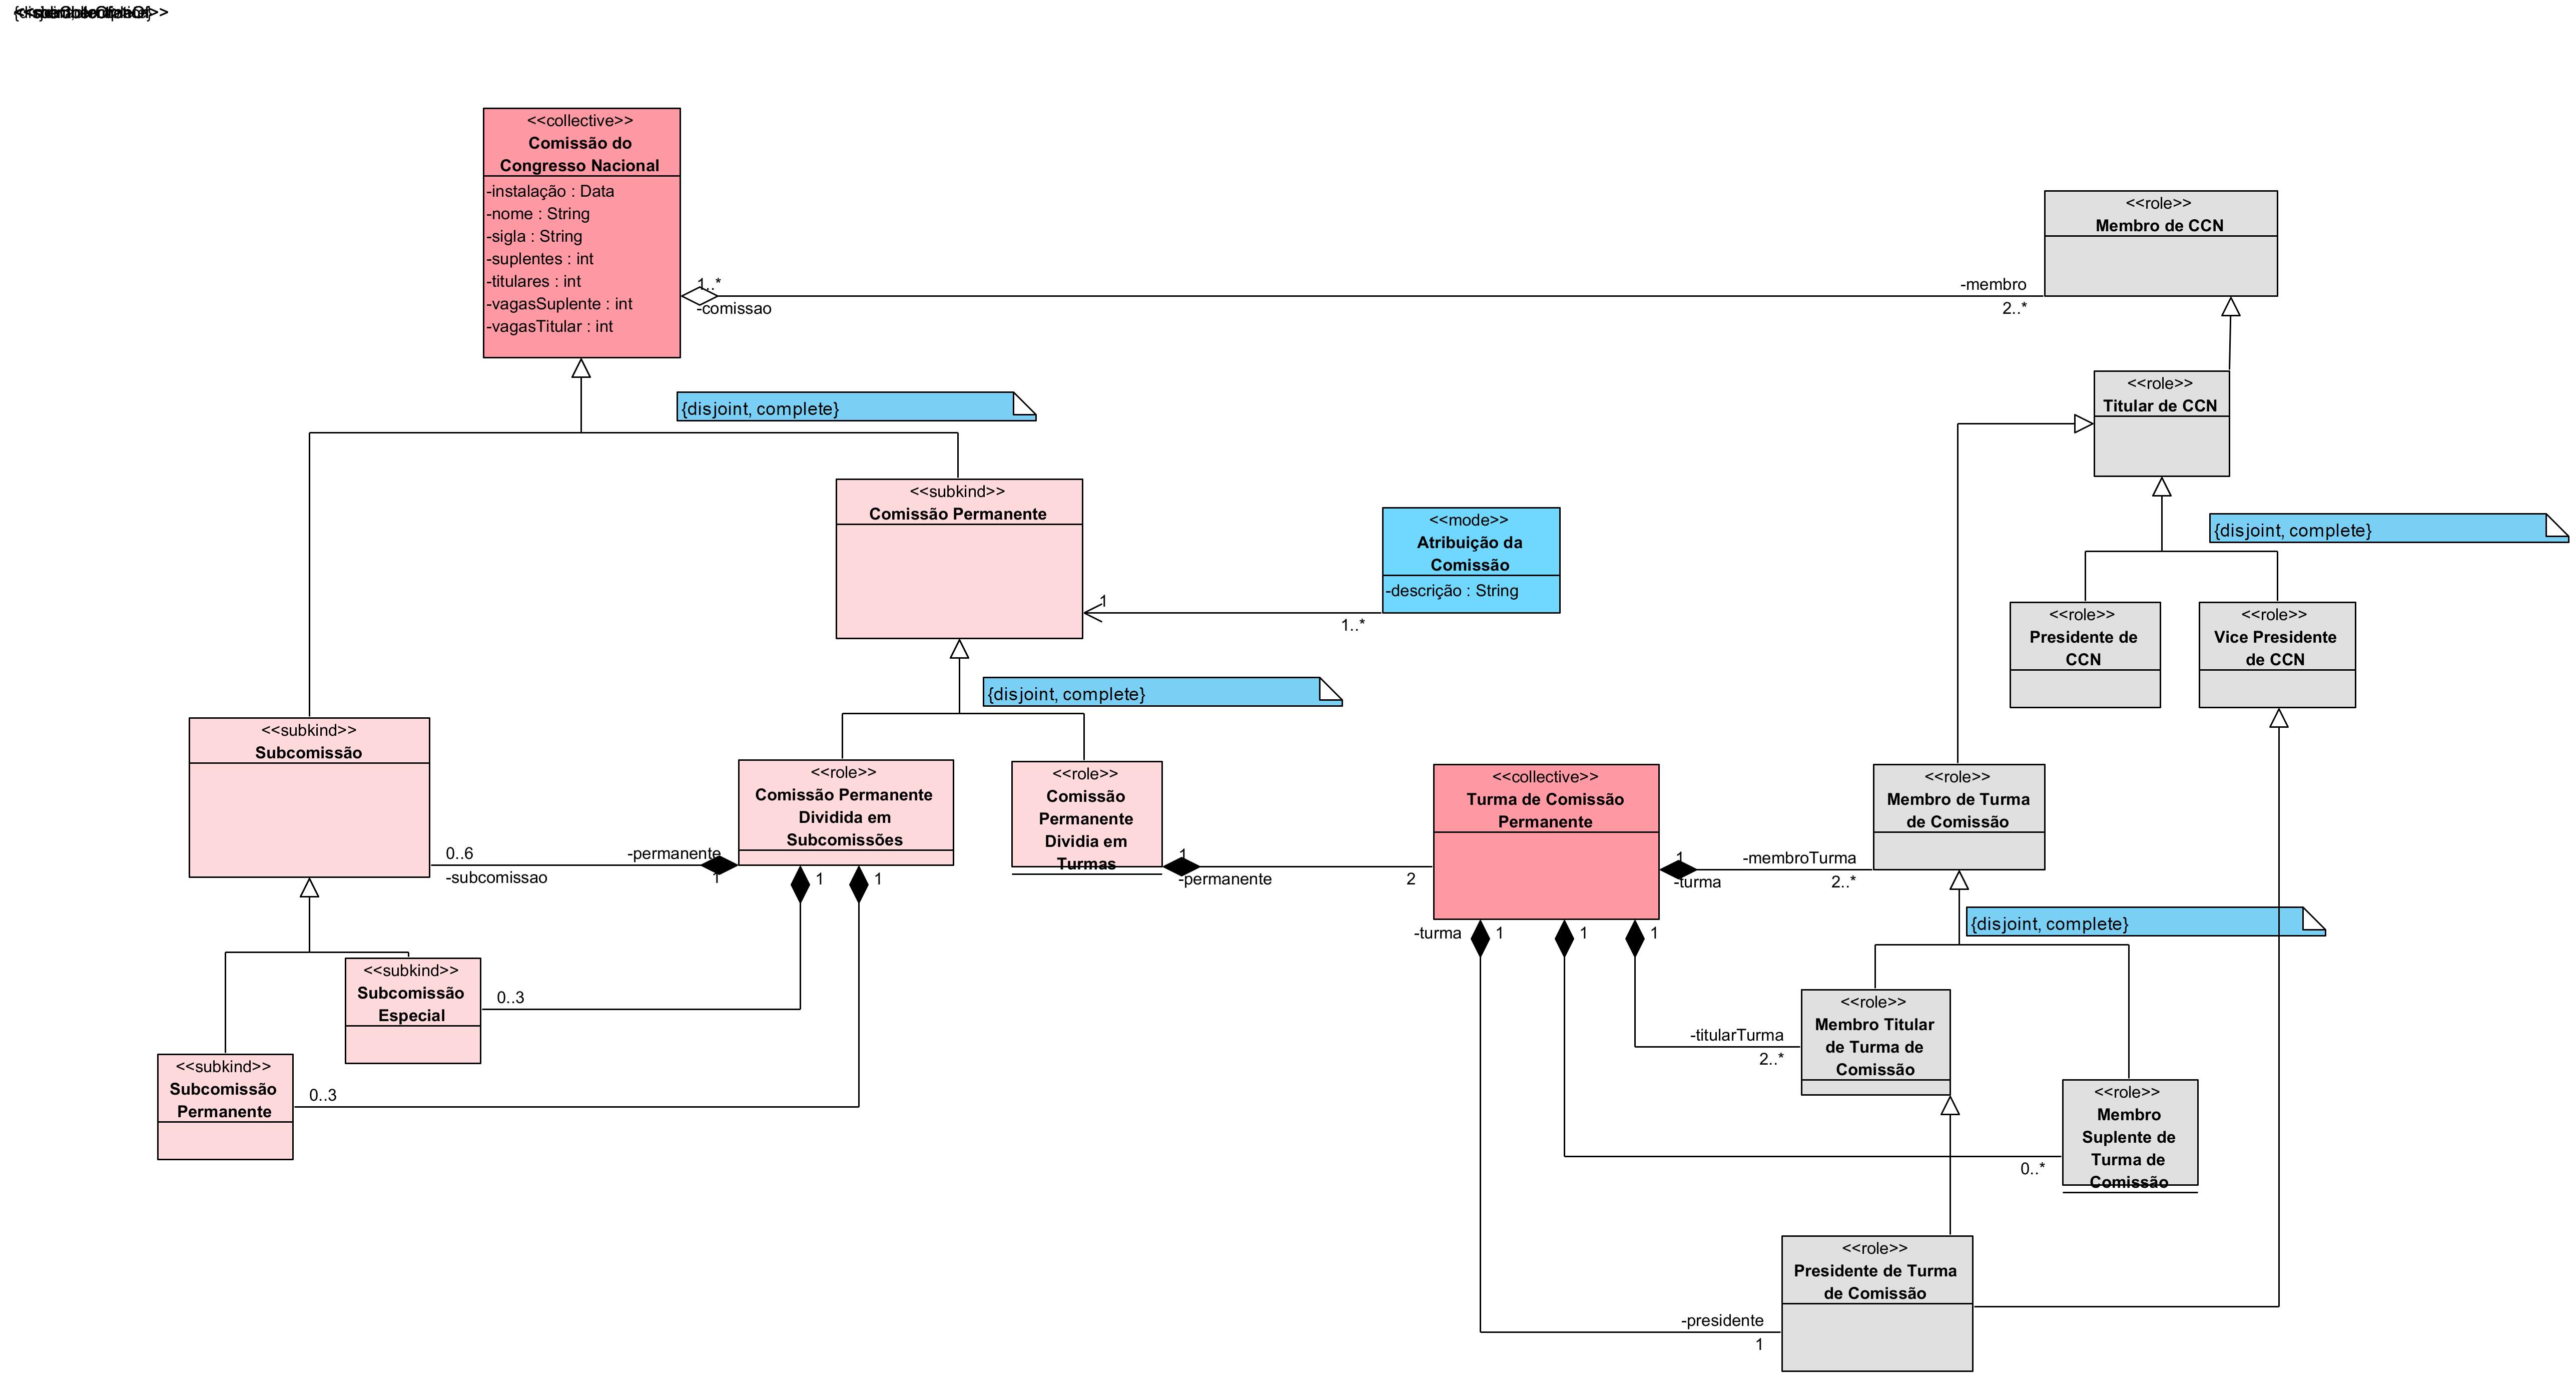 <<collective>>
Comissão do
Congresso Nacional
-instalação : Data
-nome : String
-sigla : String
-suplentes : int
-titulares : int
-vagasSuplente : int
-vagasTitular : int
1..*
-comissao
-membro
2..*
<<role>>
Membro de CCN
{disjoint, complete}
<<role>>
Titular de CCN
<<subkind>>
Comissão Permanente
<<mode>>
Atribuição da
Comissão
-descrição : String
1
1..*
{disjoint, complete}
<<role>>
Presidente de
CCN
<<role>>
Vice Presidente
de CCN
{disjoint, complete}
<<subkind>>
Subcomissão
<<role>>
Comissão Permanente
Dividida em
Subcomissões
<<role>>
Comissão
Permanente
Dividia em
Turmas
<<collective>>
Turma de Comissão
Permanente
<<role>>
Membro de Turma
de Comissão
0..6
-subcomissao
-permanente
1
1
1
1
-permanente
2
1
-turma
-membroTurma
2..*
{disjoint, complete}
-turma
1
1
1
<<subkind>>
Subcomissão
Especial
0..3
<<subkind>>
Subcomissão
Permanente
0..3
-titularTurma
2..*
<<role>>
Membro Titular
de Turma de
Comissão
<<role>>
Membro
Suplente de
Turma de
Comissão
0..*
<<role>>
Presidente de Turma
de Comissão
-presidente
1